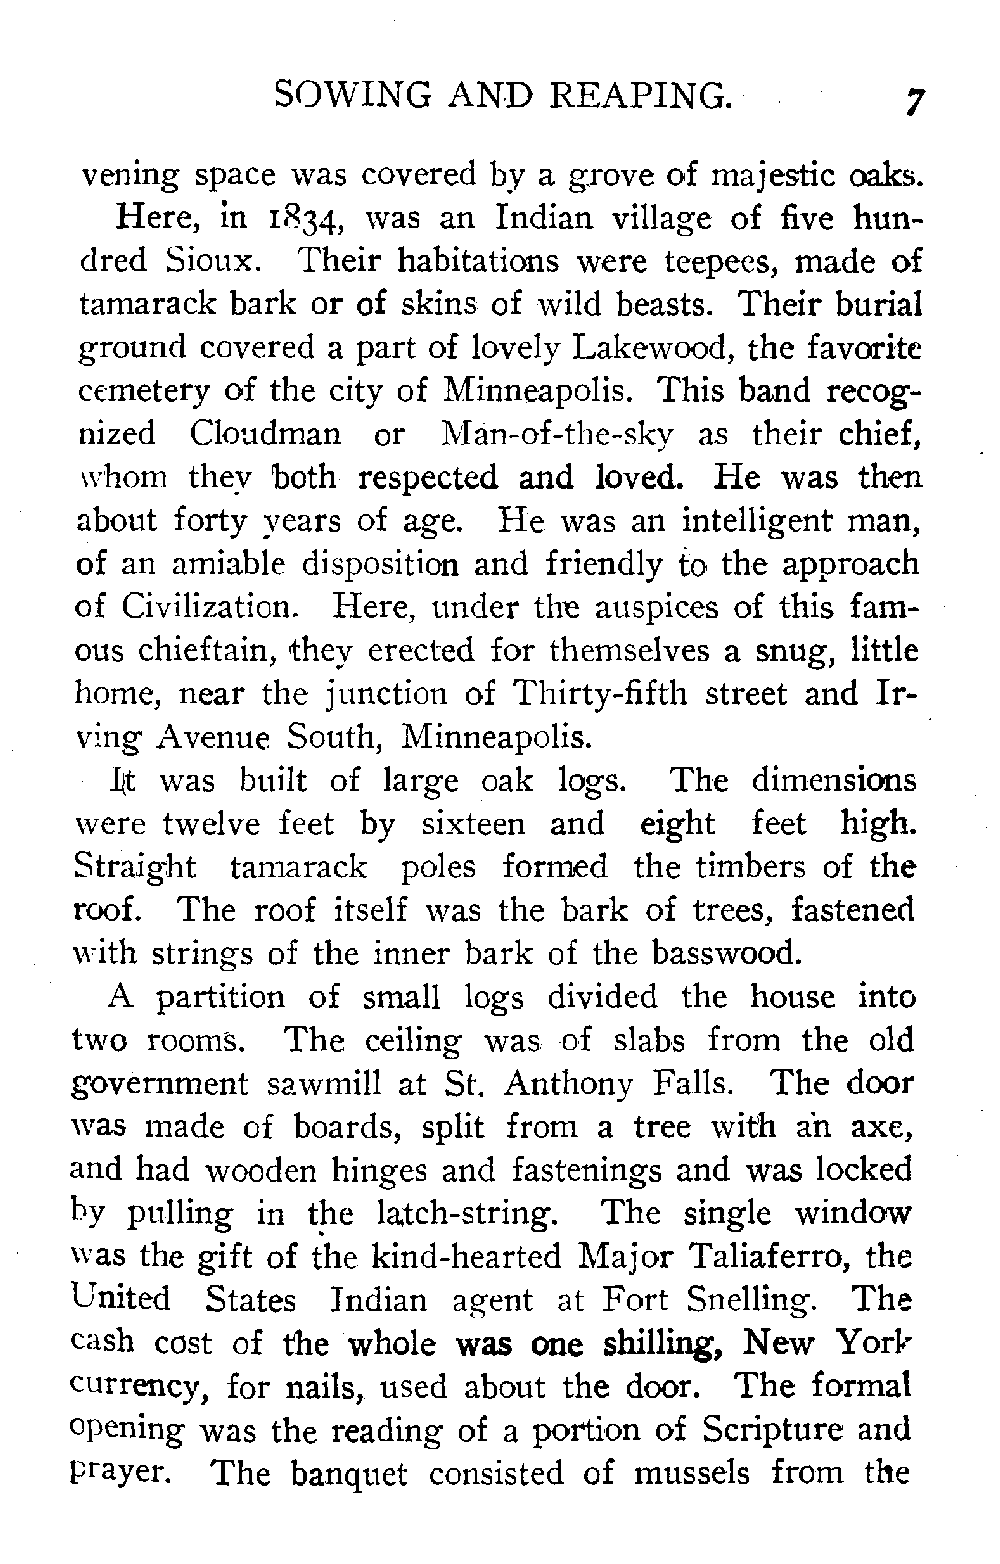 SOWING AND REAPING. 7
vening space was covered by a grove of majestic oaks.
Here, in 1834, was an Indian village of five hun-
dred Sioux. Their habitations were teepees, made of
tamarack bark or of skins of wild beasts. Their burial
ground covered a part of lovely Lakewood, the favorite
cemetery of the city of Minneapolis. This band recog-
nized Cloudman or Man-of-the-sky as their chief,
whom they both respected and loved. He was then
about forty years of age. He was an intelligent man,
of an amiable disposition and friendly to the approach
of Civilization. Here, under the auspices of this fam-
ous chieftain, they erected for themselves a snug, little
home, near the junction of Thirty-fifth street and Ir-
ving Avenue South, Minneapolis.
It was built of large oak logs. The dimensions
were twelve feet by sixteen and eight feet high.
Straight tamarack poles formed the timbers of the
roof. The roof itself was the bark of trees, fastened
with strings of the inner bark of the basswood.
A partition of small logs divided the house into
two rooms. The ceiling was of slabs from the old
government sawmill at St. Anthony Falls. The door
was made of boards, split from a tree with an axe,
and had wooden hinges and fastenings and was locked
by pulling in the latch-string. The single window
was the gift of the kind-hearted Major Taliaferro, the
United States Indian agent at Fort Snelling. The
cash cost of the whole was one shilling, New York
currency, for nails, used about the door. The formal
opening was the reading of a portion of Scripture and
prayer. The banquet consisted of mussels from the